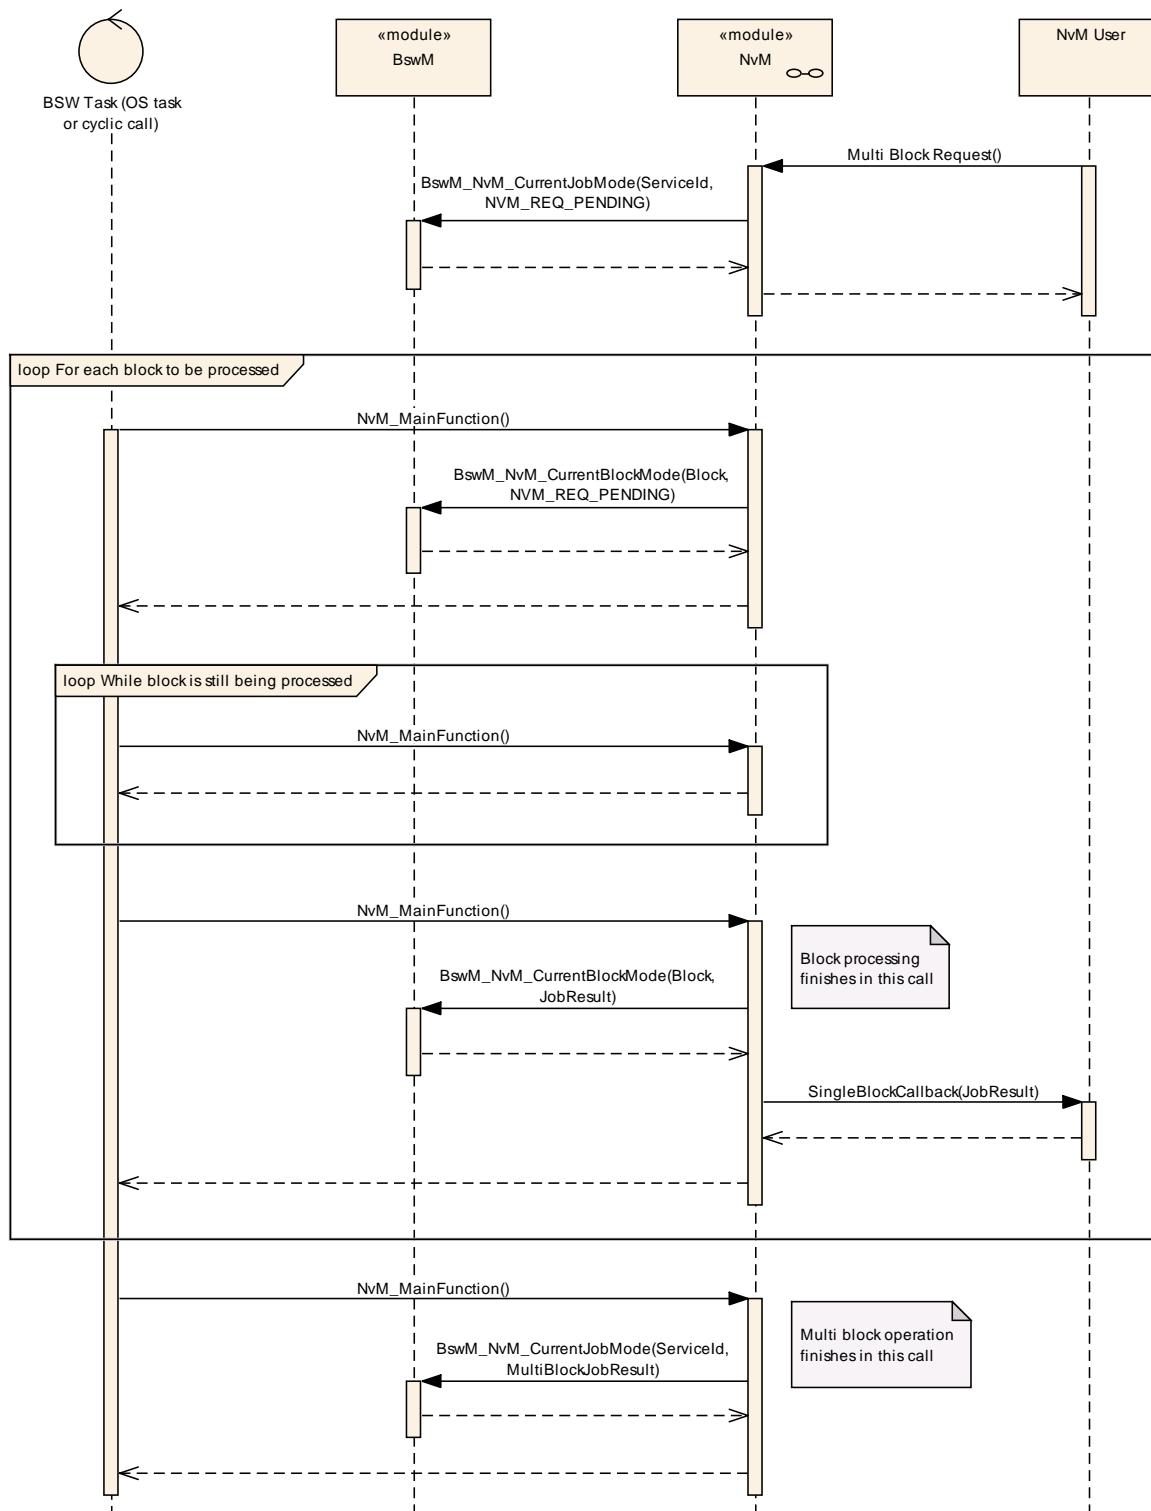 «module»
BswM
«module»
NvM
NvM User
BSW Task (OS task
or cyclic call)
Multi Block Request()
BswM_NvM_CurrentJobMode(ServiceId,
NVM_REQ_PENDING)
loop For each block to be processed
NvM_MainFunction()
BswM_NvM_CurrentBlockMode(Block,
NVM_REQ_PENDING)
loop While block is still being processed
NvM_MainFunction()
NvM_MainFunction()
Block processing
finishes in this call
BswM_NvM_CurrentBlockMode(Block,
JobResult)
SingleBlockCallback(JobResult)
NvM_MainFunction()
Multi block operation
finishes in this call
BswM_NvM_CurrentJobMode(ServiceId,
MultiBlockJobResult)